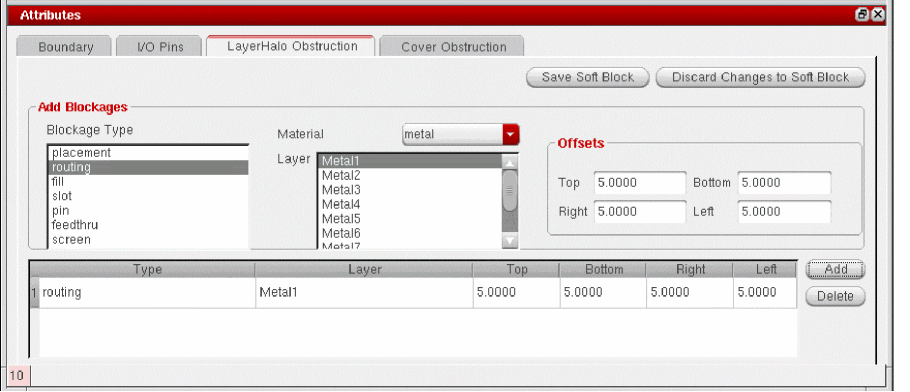 Attributes
Boundary I/O Pins LayerHalo Obstruction Cover Obstruction
Save Soft Block Discard Changes to Soft Block
Add Blockages
Blockage Type
placement
routing
fill
slot
pin
feedthru
screen
Material metal
Layer Metal1
Metal2
Metal3
Metal4
Metal5
Metal6
Metal7
Offsets
Top 5.0000 Bottom 5.0000
Right 5.0000 Left 5.0000
Type Layer Top Bottom Right Left Add
1 routing Metal1 5.0000 5.0000 5.0000 5.0000 Delete
10